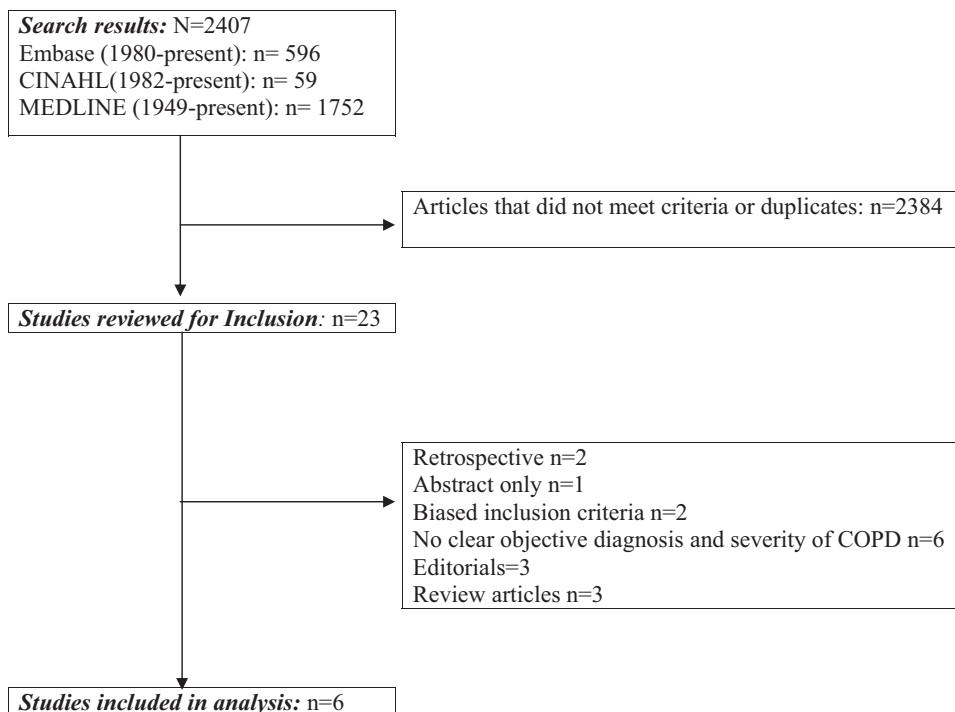 Search results: N=2407
Embase (1980-present): n= 596
CINAHL(1982-present): n= 59
MEDLINE (1949-present): n= 1752
Articles that did not meet criteria or duplicates: n=2384
Studies reviewed for Inclusion: n=23
Retrospective n=2
Abstract only n=1
Biased inclusion criteria n=2
No clear objective diagnosis and severity of COPD n=6
Editorials=3
Review articles n=3
Studies included in analysis: n=6